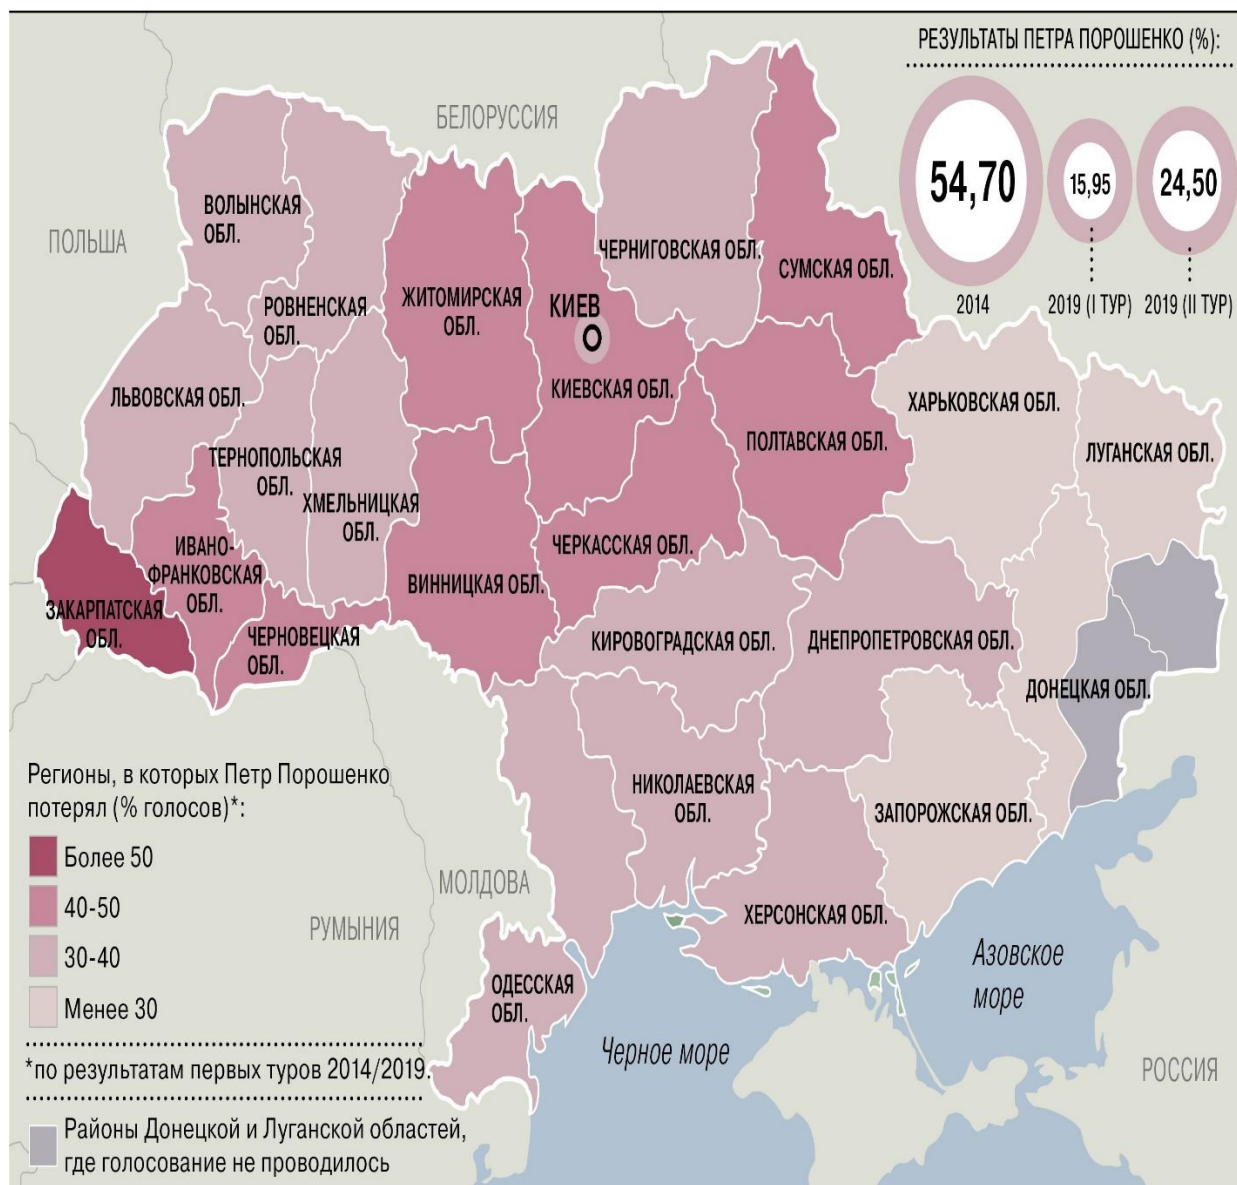 РЕЗУЛЬТАТЫ ПЕТРА ПОРОШЕНКО (%):
54,70
15,95
24,50
2014
2019 (I ТУР)
2019 (II ТУР)
БЕЛОРУССИЯ
ПОЛЬША
ВОЛЫНСКАЯ
ОБЛ.
РОВНЕНСКАЯ
ОБЛ.
ЖИТОМИРСКАЯ
ОБЛ.
КИЕВ
КИЕВСКАЯ ОБЛ.
ЧЕРНИГОВСКАЯ ОБЛ.
СУМСКАЯ ОБЛ.
ЛЬВОВСКАЯ ОБЛ.
ТЕРНОПОЛЬСКАЯ
ОБЛ.
ХМЕЛЬНИЦКАЯ
ОБЛ.
ПОЛТАВСКАЯ ОБЛ.
ХАРЬКОВСКАЯ ОБЛ.
ЛУГАНСКАЯ ОБЛ.
ИВАНО-
ФРАНКОВСКАЯ
ОБЛ.
ЗАКАРПАТСКАЯ
ОБЛ.
ЧЕРНОВЕЦКАЯ
ОБЛ.
ВИННИЦКАЯ ОБЛ.
ЧЕРКАССКАЯ ОБЛ.
КИРОВОГРАДСКАЯ ОБЛ.
ДНЕПРОПЕТРОВСКАЯ ОБЛ.
ДОНЕЦКАЯ ОБЛ.
НИКОЛАЕВСКАЯ
ОБЛ.
ЗАПОРОЖСКАЯ ОБЛ.
ХЕРСОНСКАЯ ОБЛ.
ОДЕССКАЯ
ОБЛ.
МОЛДОВА
РУМЫНИЯ
Азовское
море
Черное море
РОССИЯ
Регионы, в которых Петр Порошенко
потерял (% голосов)*:
Более 50
40-50
30-40
Менее 30
*по результатам первых туров 2014/2019.
Районы Донецкой и Луганской областей,
где голосование не проводилось